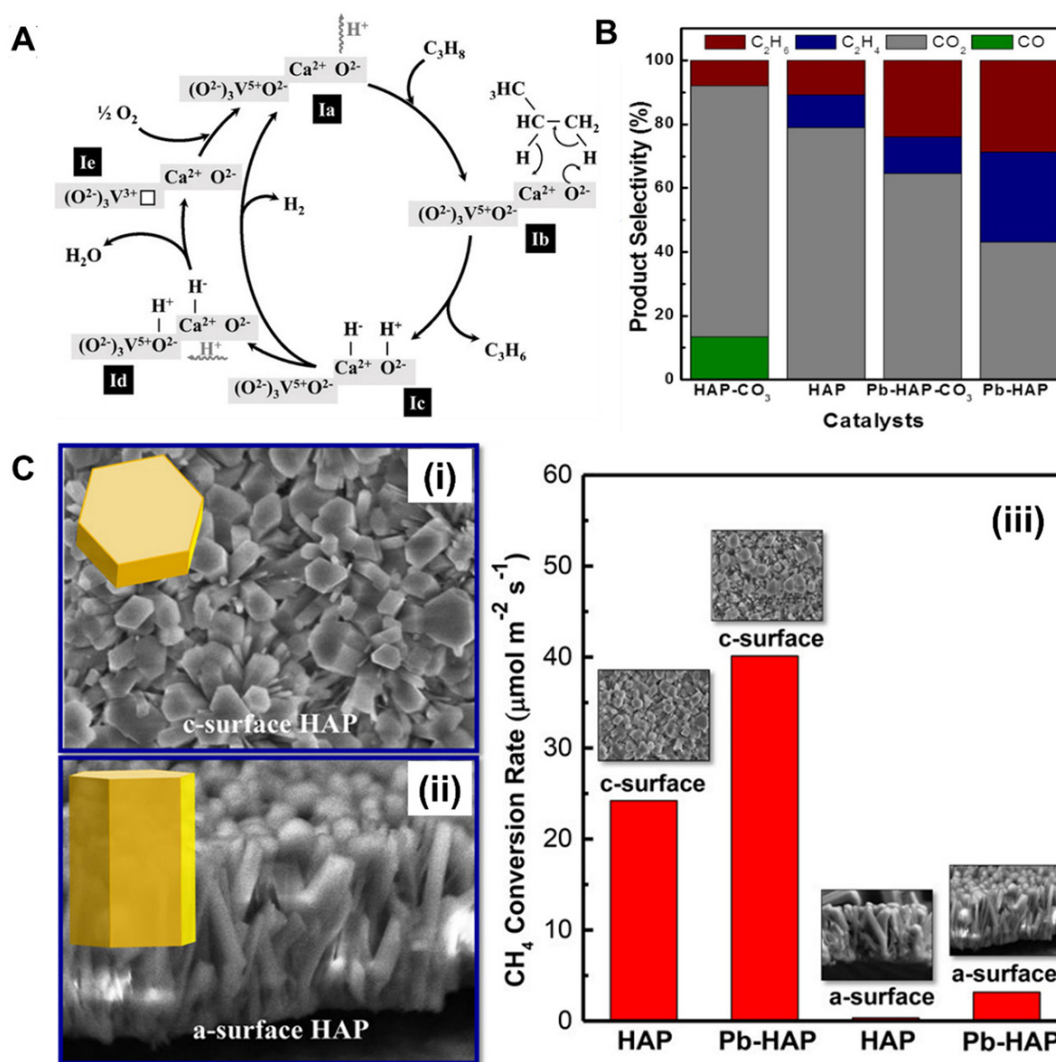 A
H⁺
Ca²⁺ O²⁻
(O²⁻)₃V⁵⁺O²⁻
Ia
C₃H₈
½ O₂
₃HC
HC—CH₂
H H
Ie
Ca²⁺ O²⁻
(O²⁻)₃V³⁺□
H₂
Ca²⁺ O²⁻
(O²⁻)₃V⁵⁺O²⁻
Ib
H₂O
H⁻
H⁺
Ca²⁺ O²⁻
(O²⁻)₃V⁵⁺O²⁻
H⁺
Id
C₃H₆
H⁻ H⁺
Ca²⁺ O²⁻
(O²⁻)₃V⁵⁺O²⁻
Ic
B
C₂H₆ C₂H₄ CO₂ CO
Product Selectivity (%)
100
80
60
40
20
0
HAP-CO₃ HAP Pb-HAP-CO₃ Pb-HAP
Catalysts
C
(i)
c-surface HAP
(ii)
a-surface HAP
(iii)
CH₄ Conversion Rate (μmol m⁻² s⁻¹)
60
50
40
30
20
10
0
c-surface
c-surface
a-surface
a-surface
HAP Pb-HAP HAP Pb-HAP